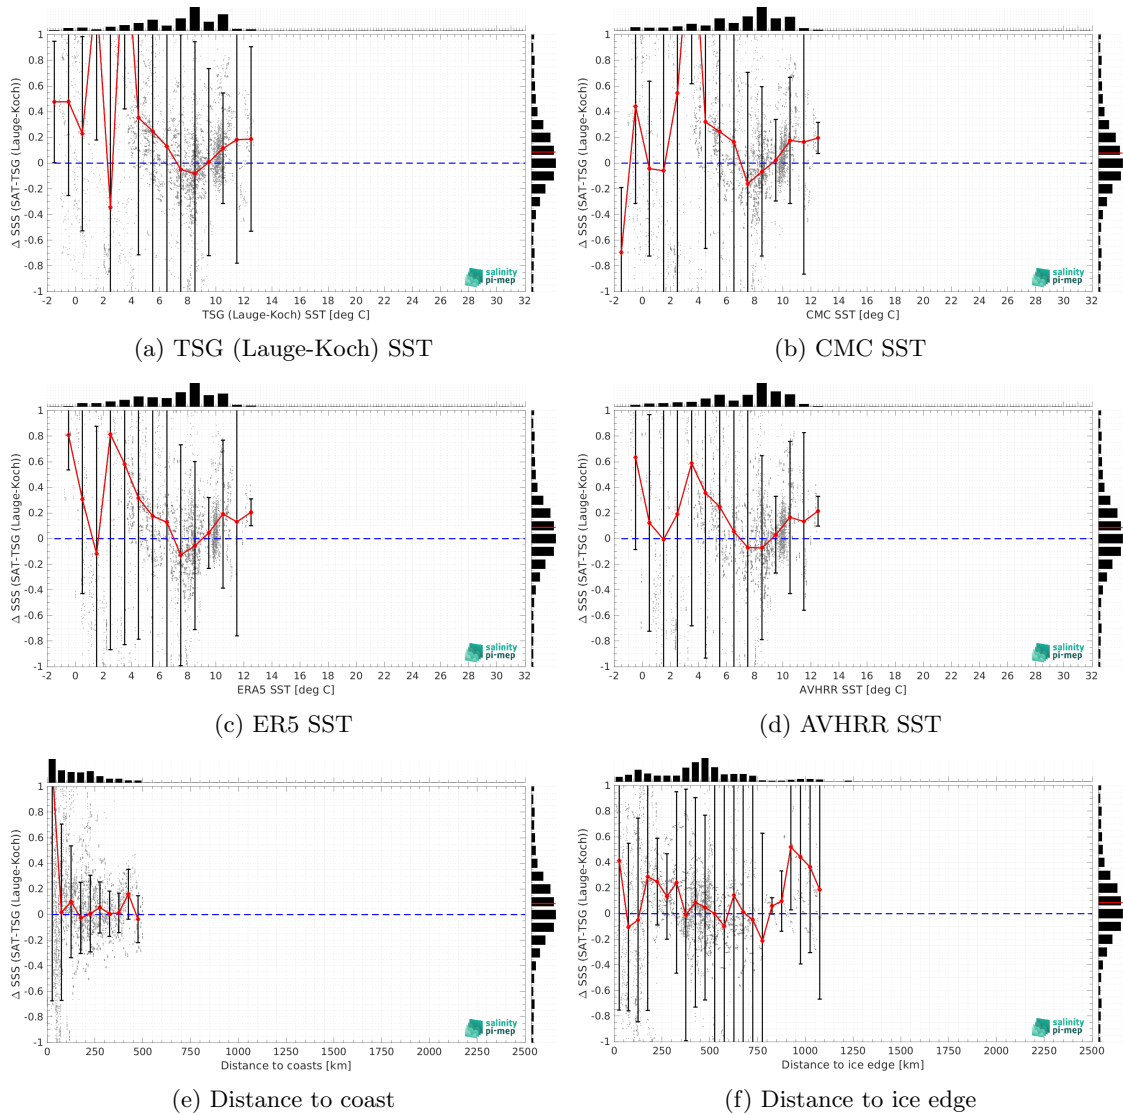 1
0.8
0.6
0.4
0.2
0
-0.2
-0.4
-0.6
-0.8
-1
Δ SSS (SAT-TSG (Lauge-Koch))
salinity
pi-mep
-2 0 2 4 6 8 10 12 14 16 18 20 22 24 26 28 30 32
TSG (Lauge-Koch) SST [deg C]
(a) TSG (Lauge-Koch) SST
1
0.8
0.6
0.4
0.2
0
-0.2
-0.4
-0.6
-0.8
-1
Δ SSS (SAT-TSG (Lauge-Koch))
salinity
pi-mep
-2 0 2 4 6 8 10 12 14 16 18 20 22 24 26 28 30 32
CMC SST [deg C]
(b) CMC SST
1
0.8
0.6
0.4
0.2
0
-0.2
-0.4
-0.6
-0.8
-1
Δ SSS (SAT-TSG (Lauge-Koch))
salinity
pi-mep
-2 0 2 4 6 8 10 12 14 16 18 20 22 24 26 28 30 32
ERA5 SST [deg C]
(c) ER5 SST
1
0.8
0.6
0.4
0.2
0
-0.2
-0.4
-0.6
-0.8
-1
Δ SSS (SAT-TSG (Lauge-Koch))
salinity
pi-mep
-2 0 2 4 6 8 10 12 14 16 18 20 22 24 26 28 30 32
AVHRR SST [deg C]
(d) AVHRR SST
1
0.8
0.6
0.4
0.2
0
-0.2
-0.4
-0.6
-0.8
-1
Δ SSS (SAT-TSG (Lauge-Koch))
salinity
pi-mep
0 250 500 750 1000 1250 1500 1750 2000 2250 2500
Distance to coasts [km]
(e) Distance to coast
1
0.8
0.6
0.4
0.2
0
-0.2
-0.4
-0.6
-0.8
-1
Δ SSS (SAT-TSG (Lauge-Koch))
salinity
pi-mep
0 250 500 750 1000 1250 1500 1750 2000 2250 2500
Distance to ice edge [km]
(f) Distance to ice edge